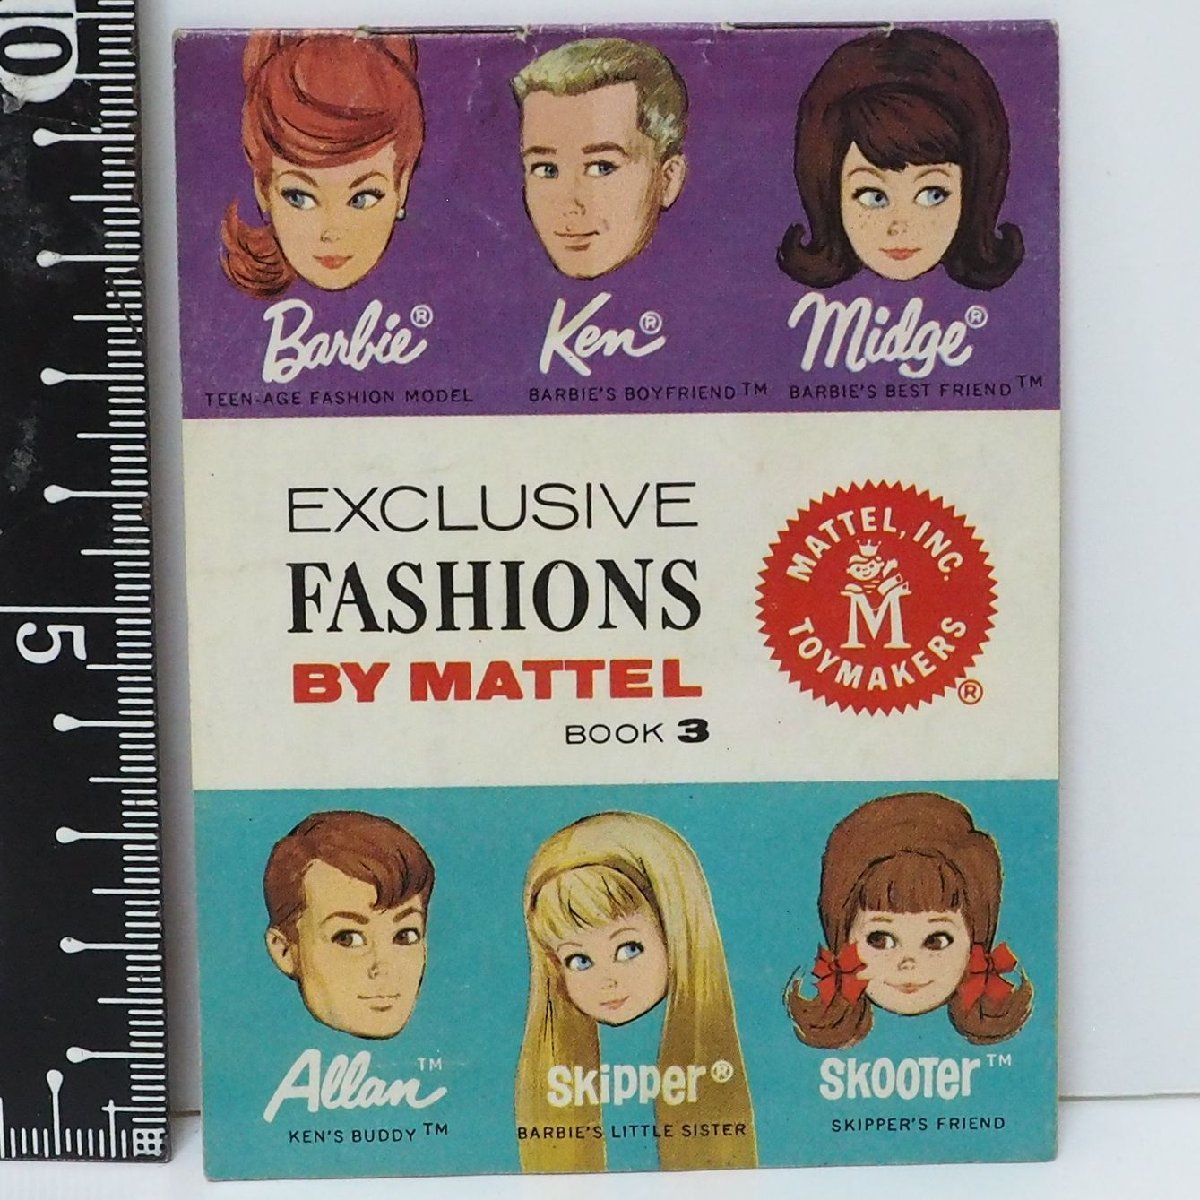 0
5
Barbie®
TEEN-AGE FASHION MODEL
Ken®
BARBIE'S BOYFRIEND™
Midge®
BARBIE'S BEST FRIEND™
EXCLUSIVE
FASHIONS
BY MATTEL
BOOK 3
MATTEL, INC.
M
TOYMAKERS
®
Allan™
KEN'S BUDDY™
SKipper®
BARBIE'S LITTLE SISTER
SKOOTER™
SKIPPER'S FRIEND